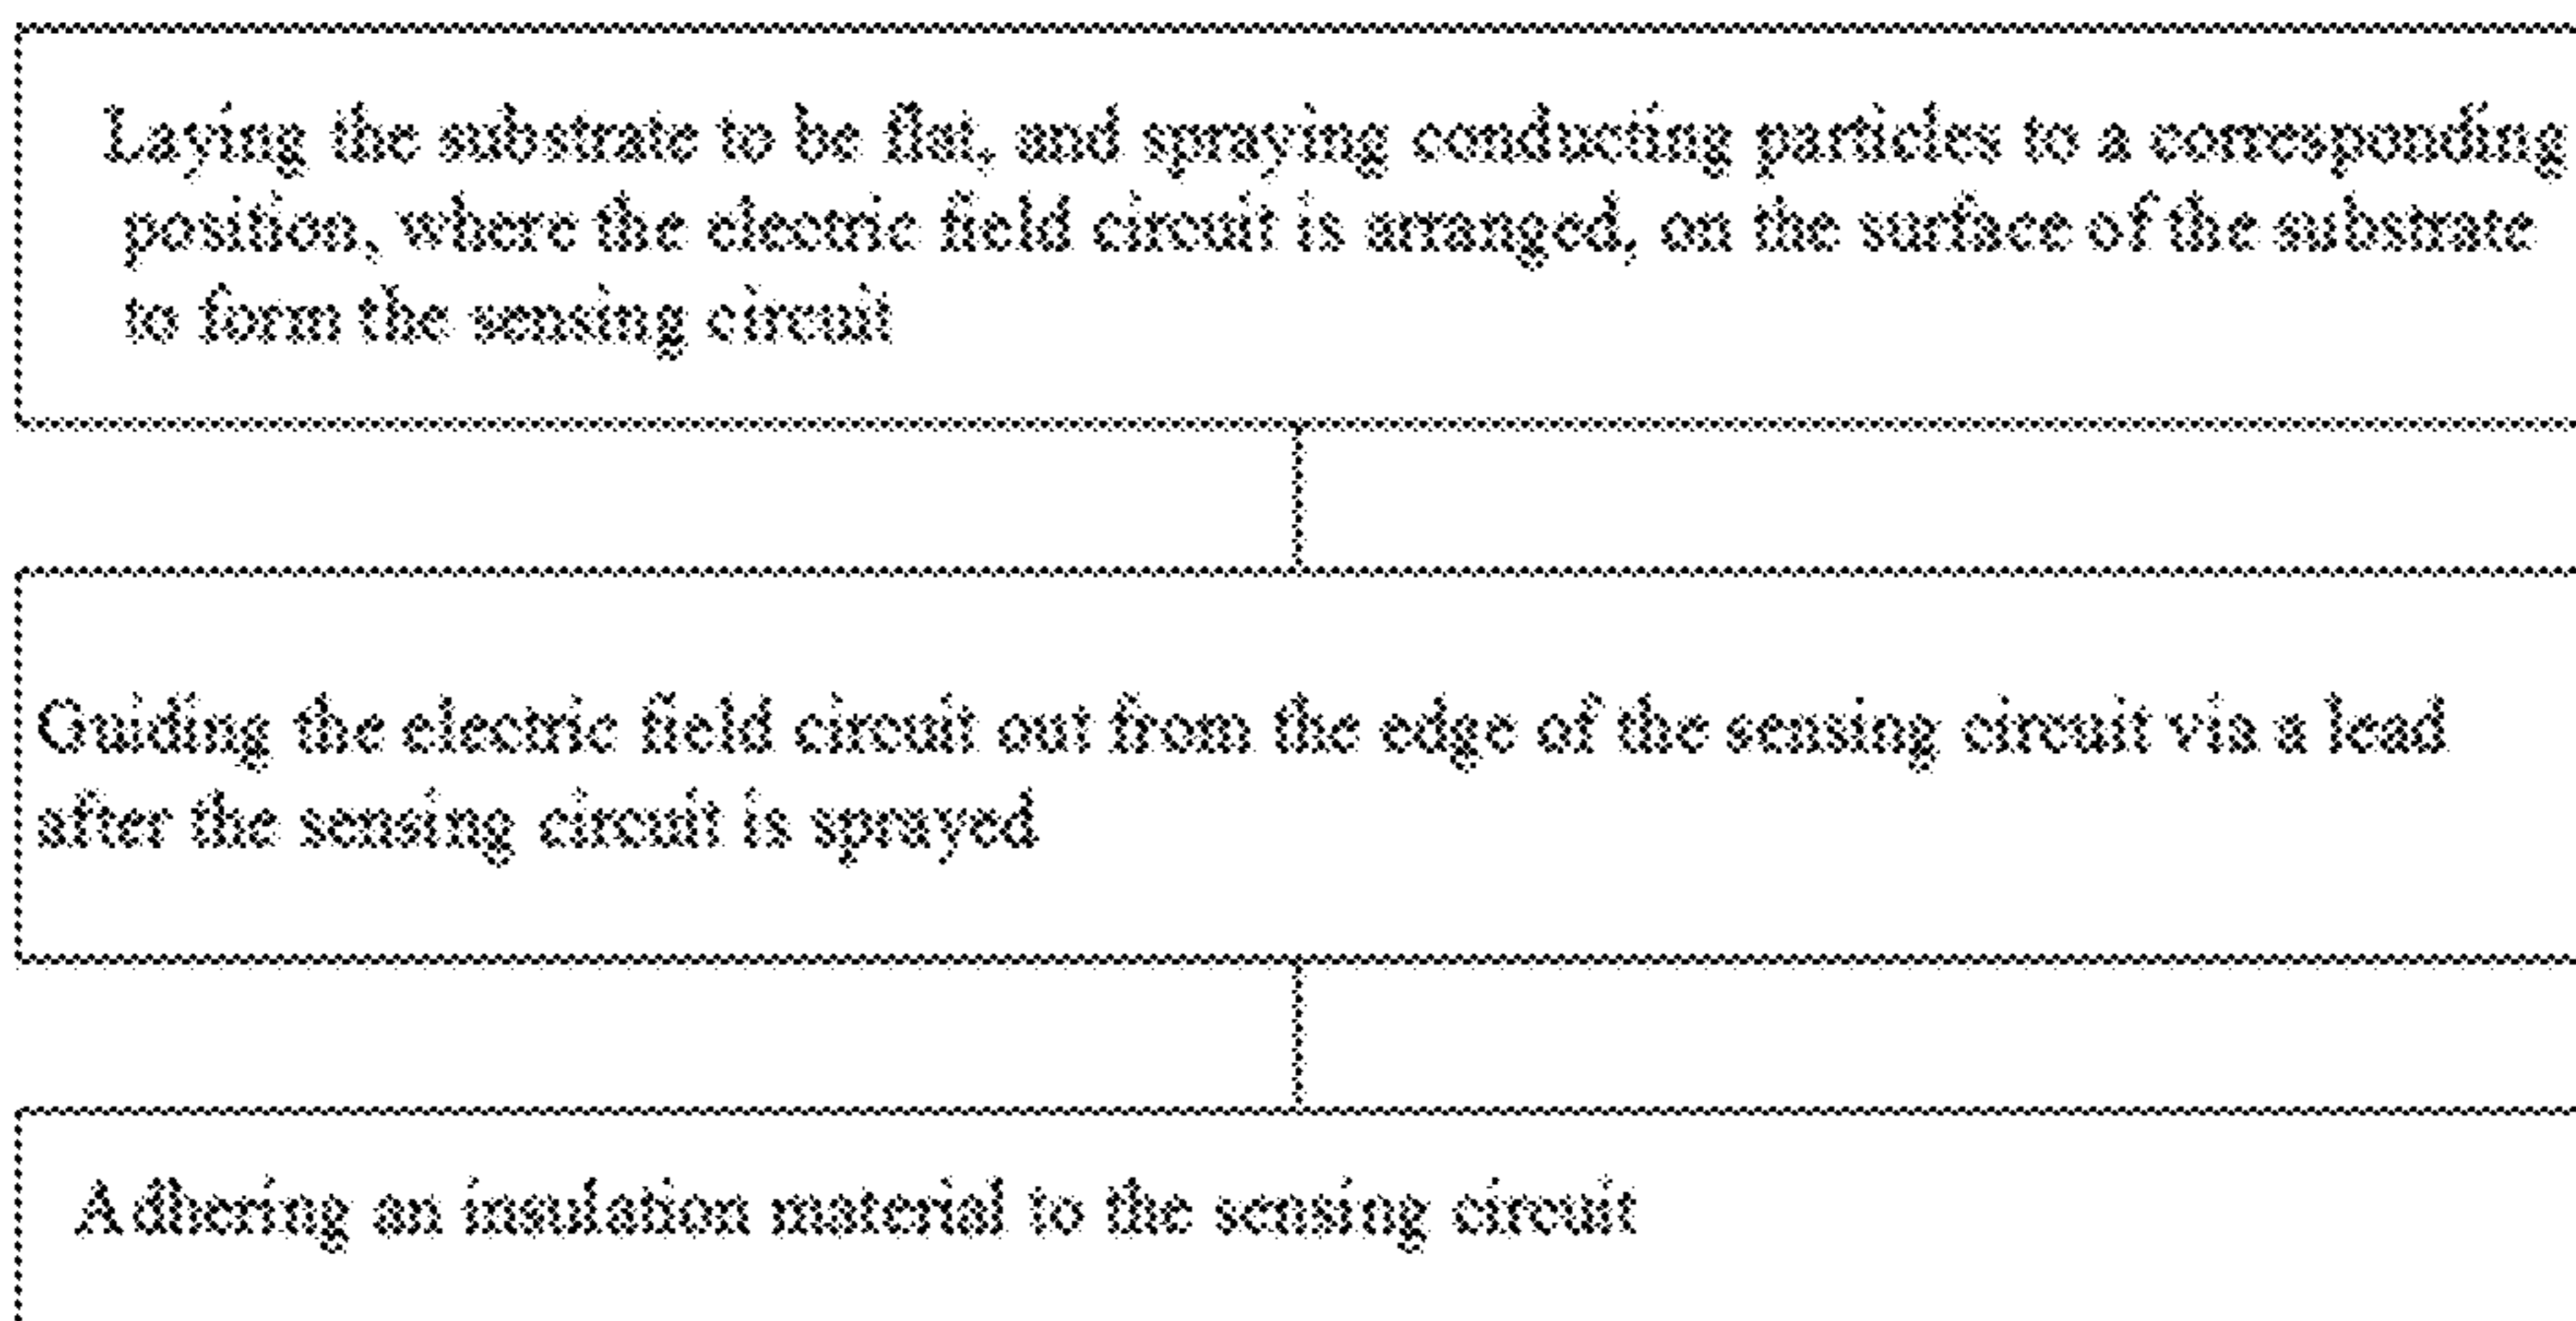 Laying the substrate to be flat, and spraying conducting particles to a corresponding
position, where the electric field circuit is arranged, on the surface of the substrate
to form the sensing circuit
Guiding the electric field circuit out from the edge of the sensing circuit via a lead
after the sensing circuit is sprayed
Adhering an insulation material to the sensing circuit